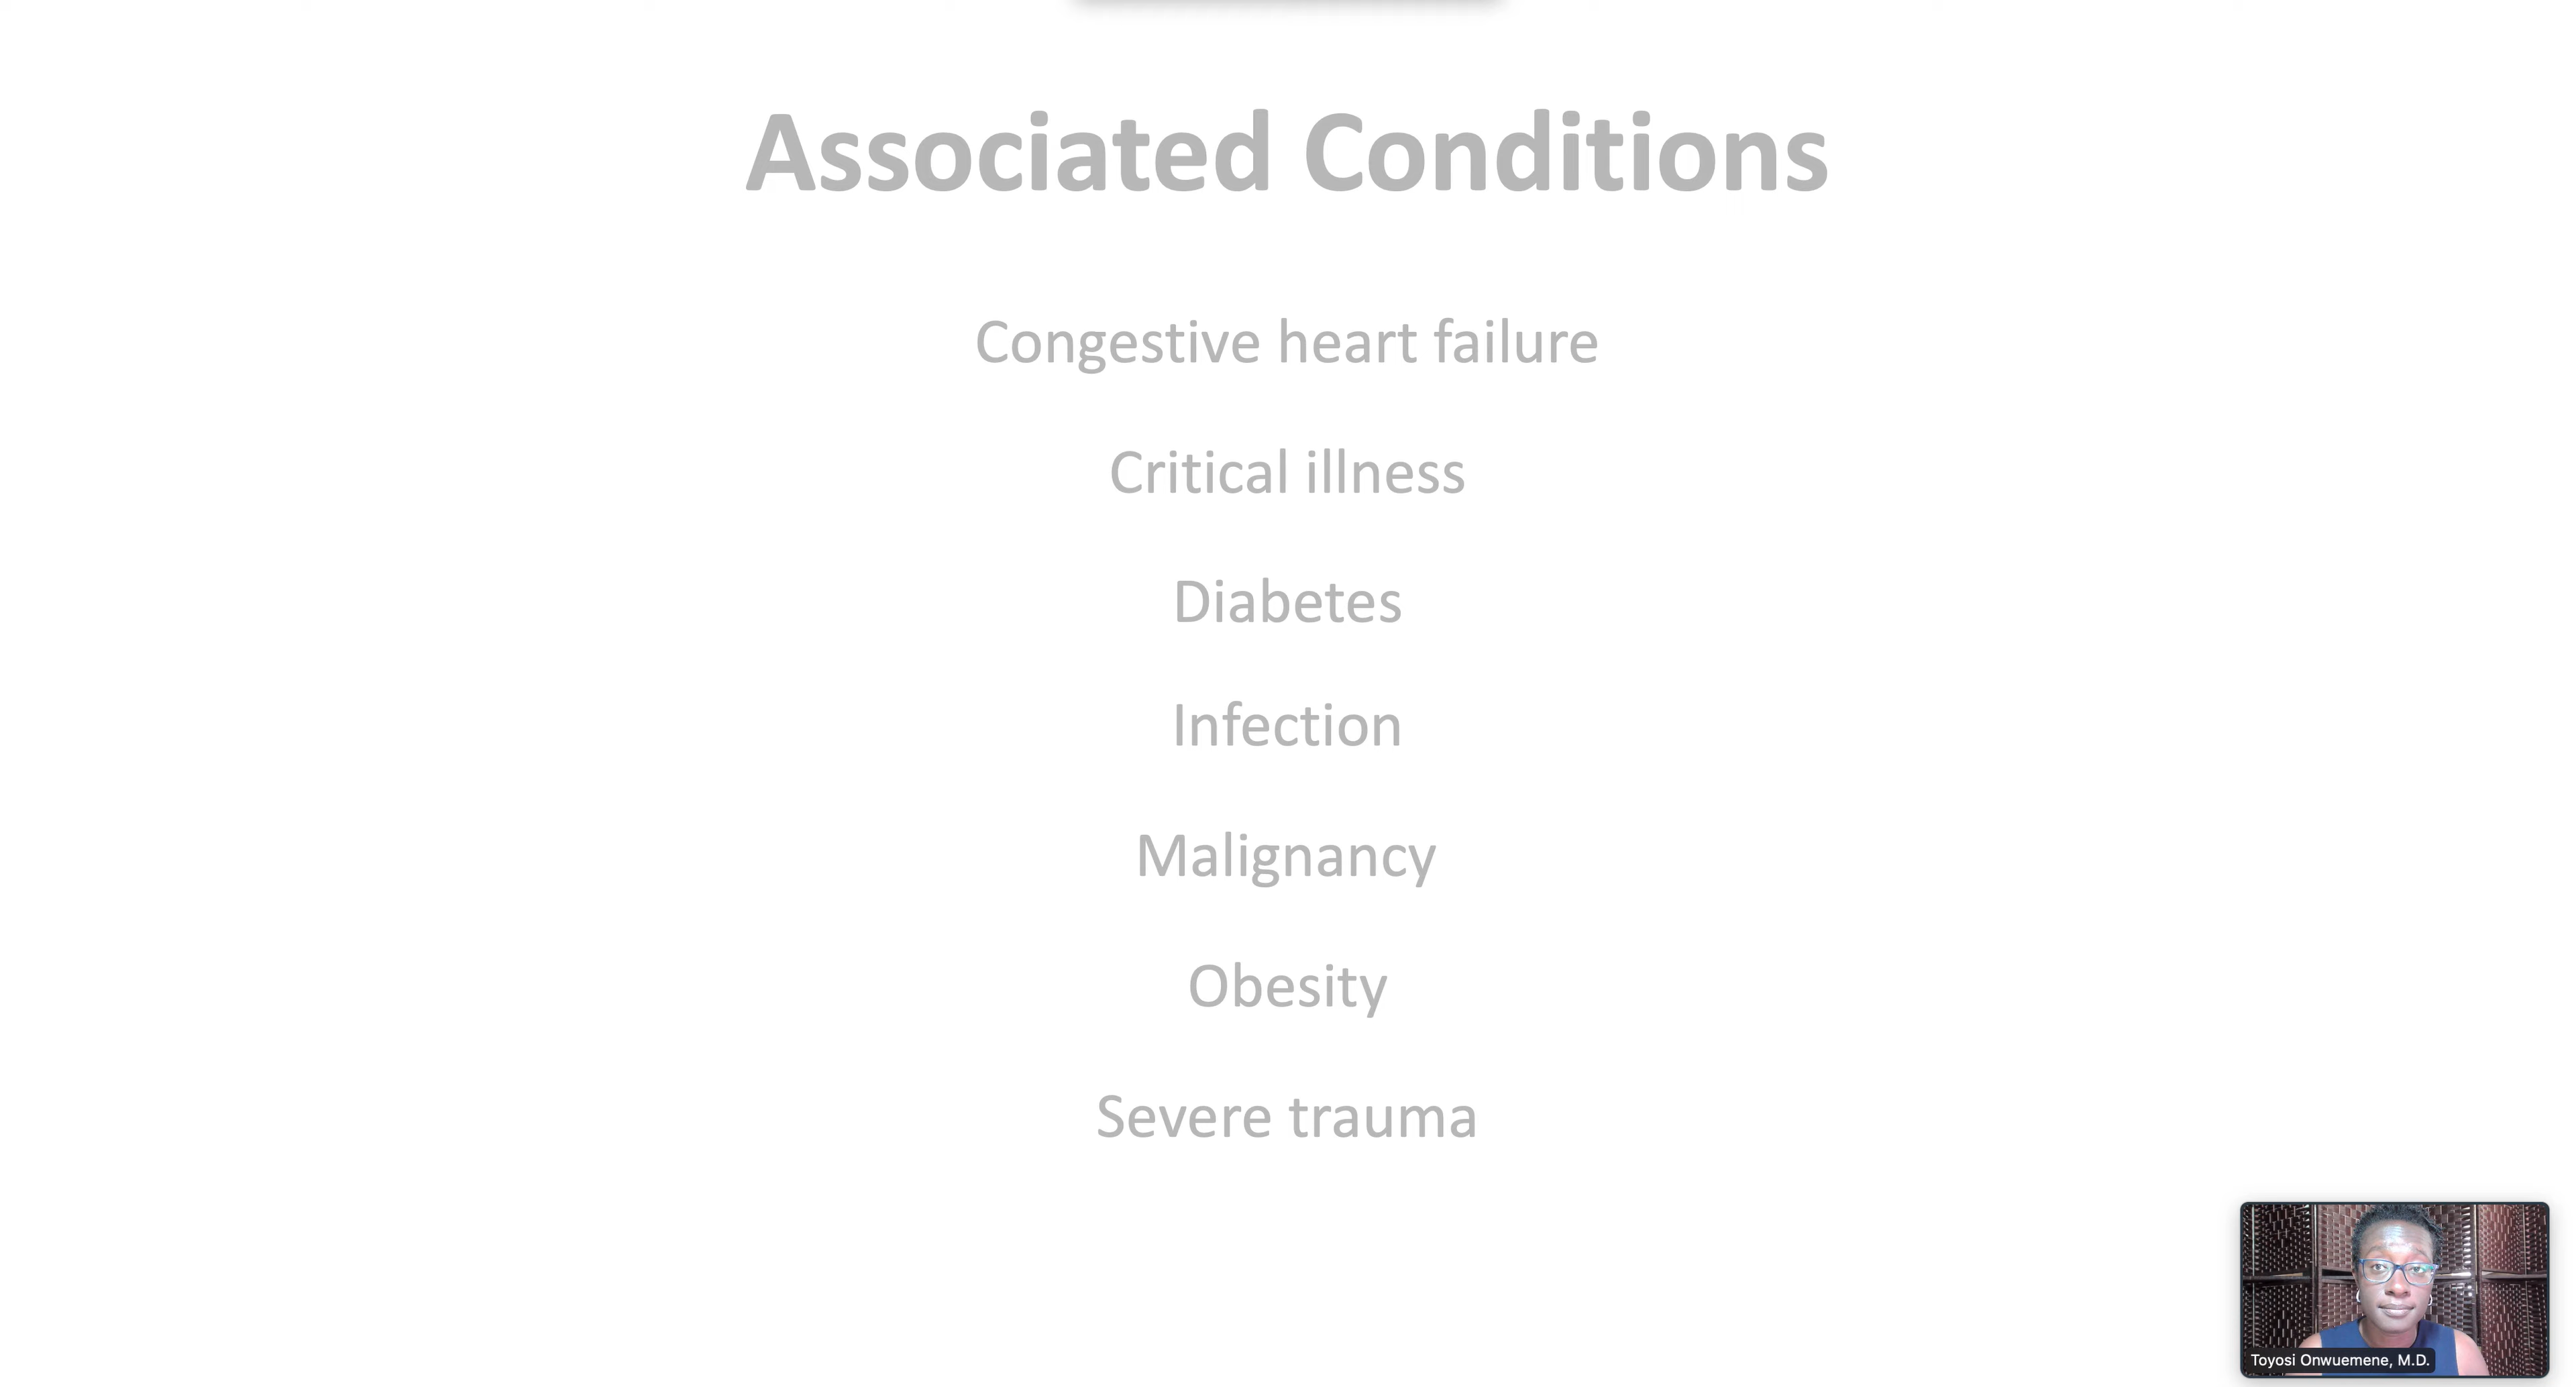 Associated Conditions
Congestive heart failure
Critical illness
Diabetes
Infection
Malignancy
Obesity
Severe trauma
Toyosi Onwuemene, M.D.